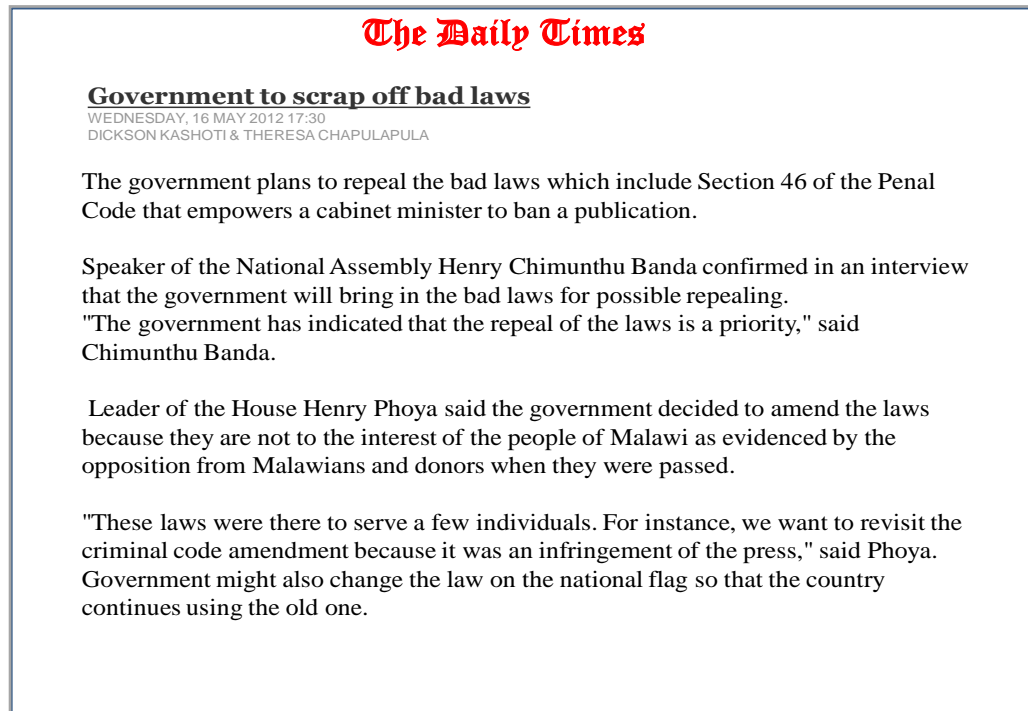 The Daily Times
Government to scrap off bad laws
WEDNESDAY, 16 MAY 2012 17:30
DICKSON KASHOTI & THERESA CHAPULAPULA
The government plans to repeal the bad laws which include Section 46 of the Penal
Code that empowers a cabinet minister to ban a publication.
Speaker of the National Assembly Henry Chimunthu Banda confirmed in an interview
that the government will bring in the bad laws for possible repealing.
"The government has indicated that the repeal of the laws is a priority," said
Chimunthu Banda.
Leader of the House Henry Phoya said the government decided to amend the laws
because they are not to the interest of the people of Malawi as evidenced by the
opposition from Malawians and donors when they were passed.
"These laws were there to serve a few individuals. For instance, we want to revisit the
criminal code amendment because it was an infringement of the press," said Phoya.
Government might also change the law on the national flag so that the country
continues using the old one.